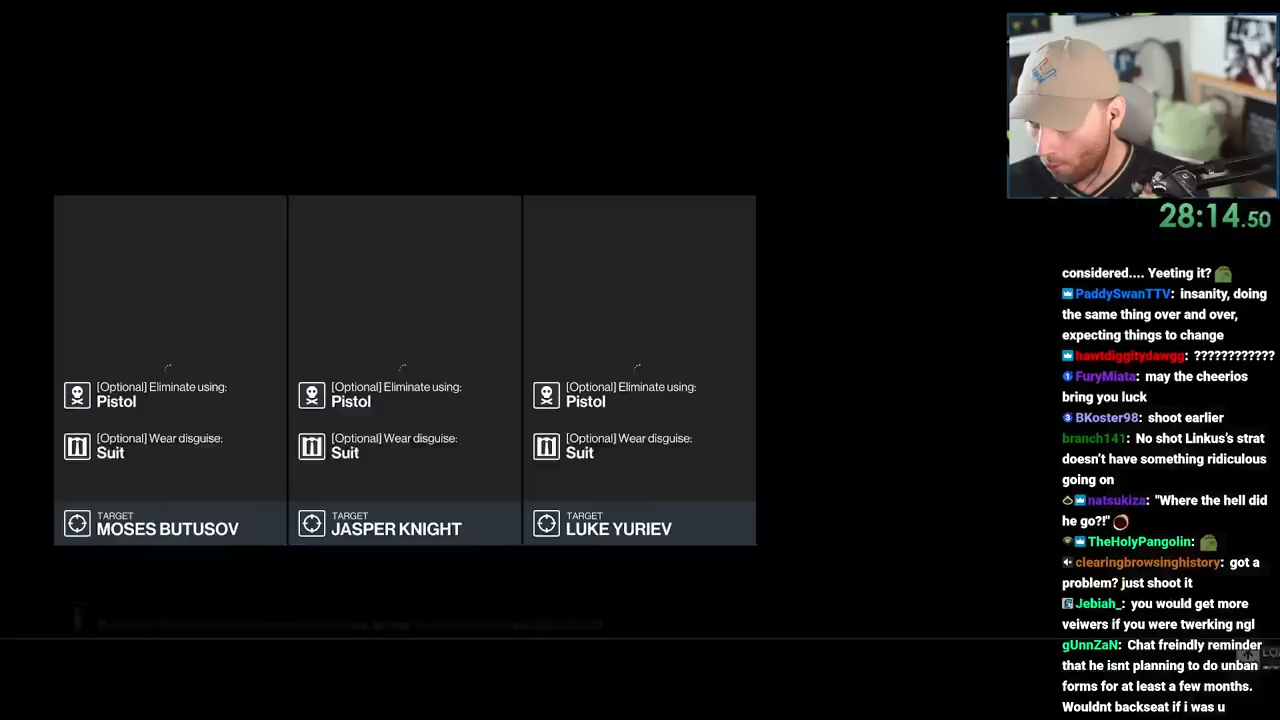 28:14.50
[Optional] Eliminate using:
Pistol
[Optional] Wear disguise:
Suit
TARGET
MOSES BUTUSOV
[Optional] Eliminate using:
Pistol
[Optional] Wear disguise:
Suit
TARGET
JASPER KNIGHT
[Optional] Eliminate using:
Pistol
[Optional] Wear disguise:
Suit
TARGET
LUKE YURIEV
considered.... Yeeting it?
PaddySwanTTV: insanity, doing
the same thing over and over,
expecting things to change
hawtdiggitydawgg: ????????????
FuryMiata: may the cheerios
bring you luck
BKoster98: shoot earlier
branch141: No shot Linkus's strat
doesn't have something ridiculous
going on
natsukiza: "Where the hell did
he go?!"
TheHolyPangolin:
clearingbrowsinghistory: got a
problem? just shoot it
Jebiah_: you would get more
veiwers if you were twerking ngl
gUnnZaN: Chat freindly reminder
that he isnt planning to do unban
forms for at least a few months.
Wouldnt backseat if i was u